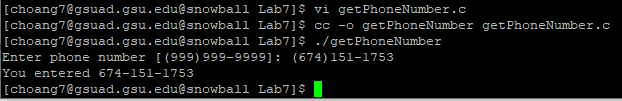 [choang7@gsuad.gsu.edu@snowball Lab7]$ vi getPhoneNumber.c
[choang7@gsuad.gsu.edu@snowball Lab7]$ cc -o getPhoneNumber getPhoneNumber.c
[choang7@gsuad.gsu.edu@snowball Lab7]$ ./getPhoneNumber
Enter phone number [(999)999-9999]: (674)151-1753
You entered 674-151-1753
[choang7@gsuad.gsu.edu@snowball Lab7]$